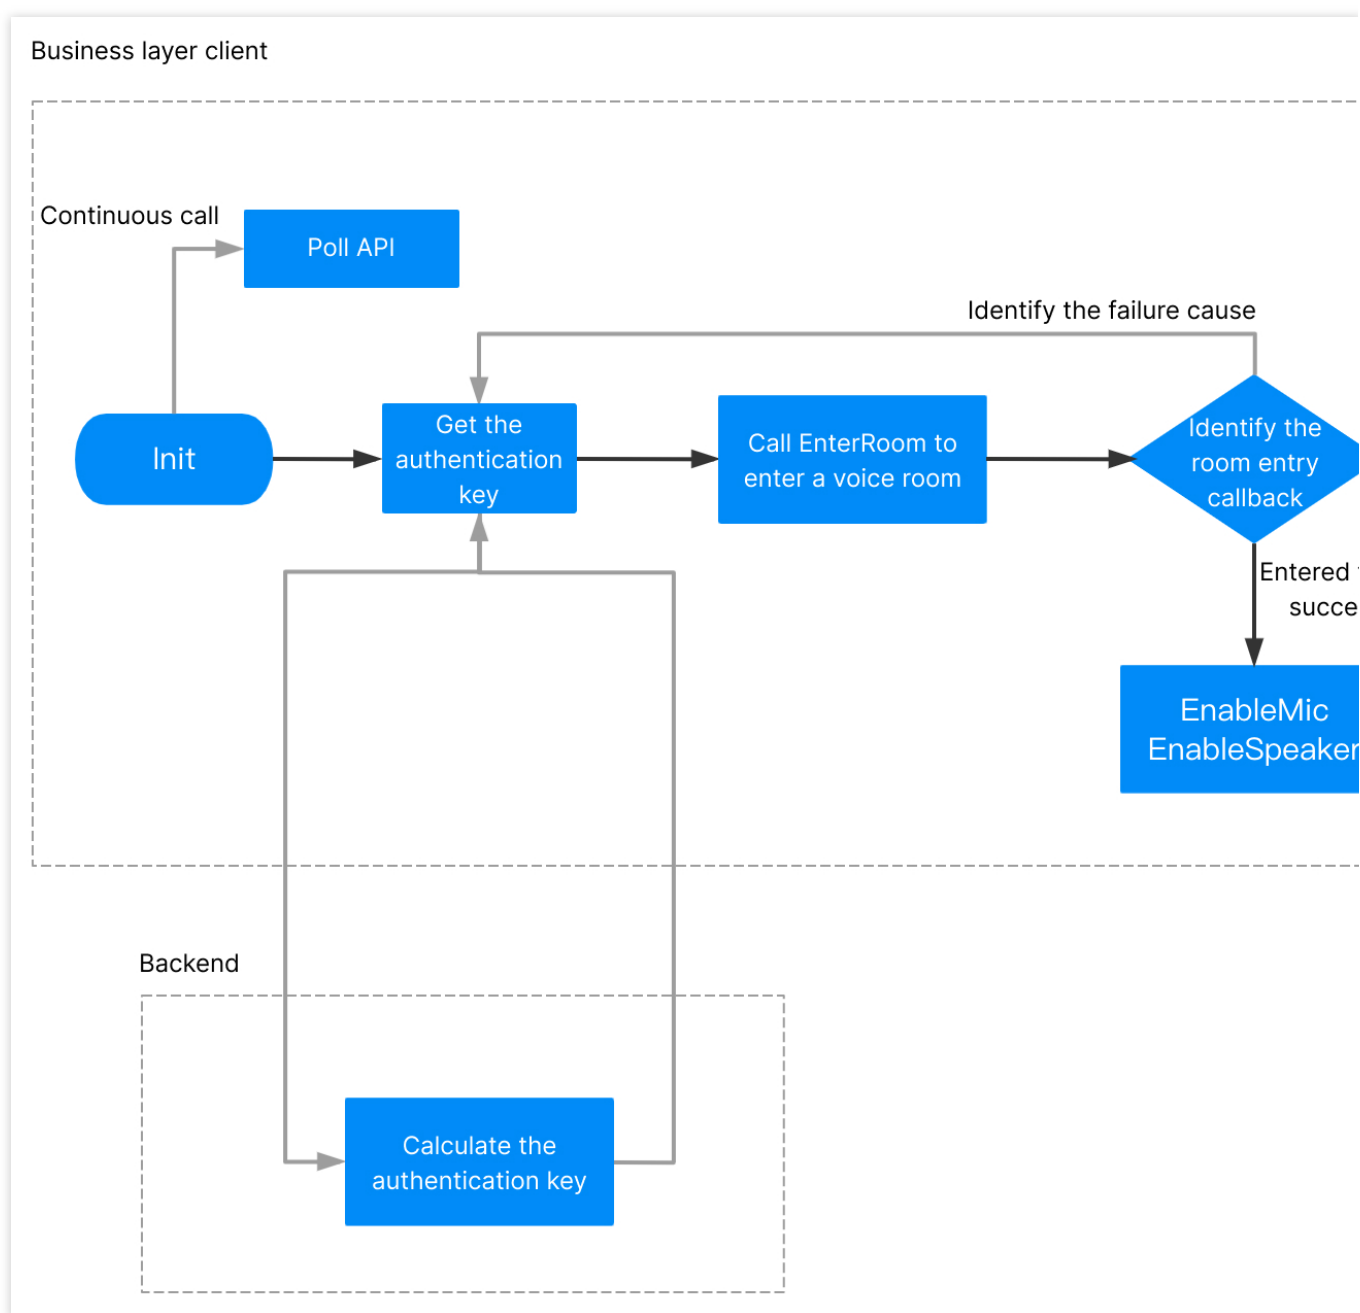 Business layer client
Continuous call
Poll API
Identify the failure cause
Init
Get the
authentication
key
Call EnterRoom to
enter a voice room
Identify the
room entry
callback
Entered
EnableMic
EnableSpeaker
Backend
Calculate the
authentication key